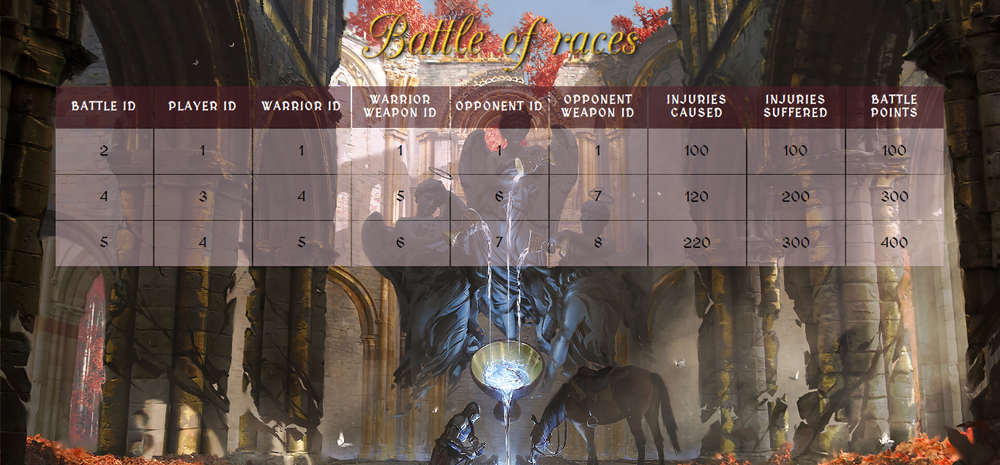 Battle of races
BATTLE ID PLAYER ID WARRIOR ID WARRIOR WEAPON ID OPPONENT ID OPPONENT WEAPON ID INJURIES CAUSED INJURIES SUFFERED BATTLE POINTS
2 1 1 1 1 1 100 100 100
4 3 4 5 6 7 120 200 300
5 4 5 6 7 8 220 300 400